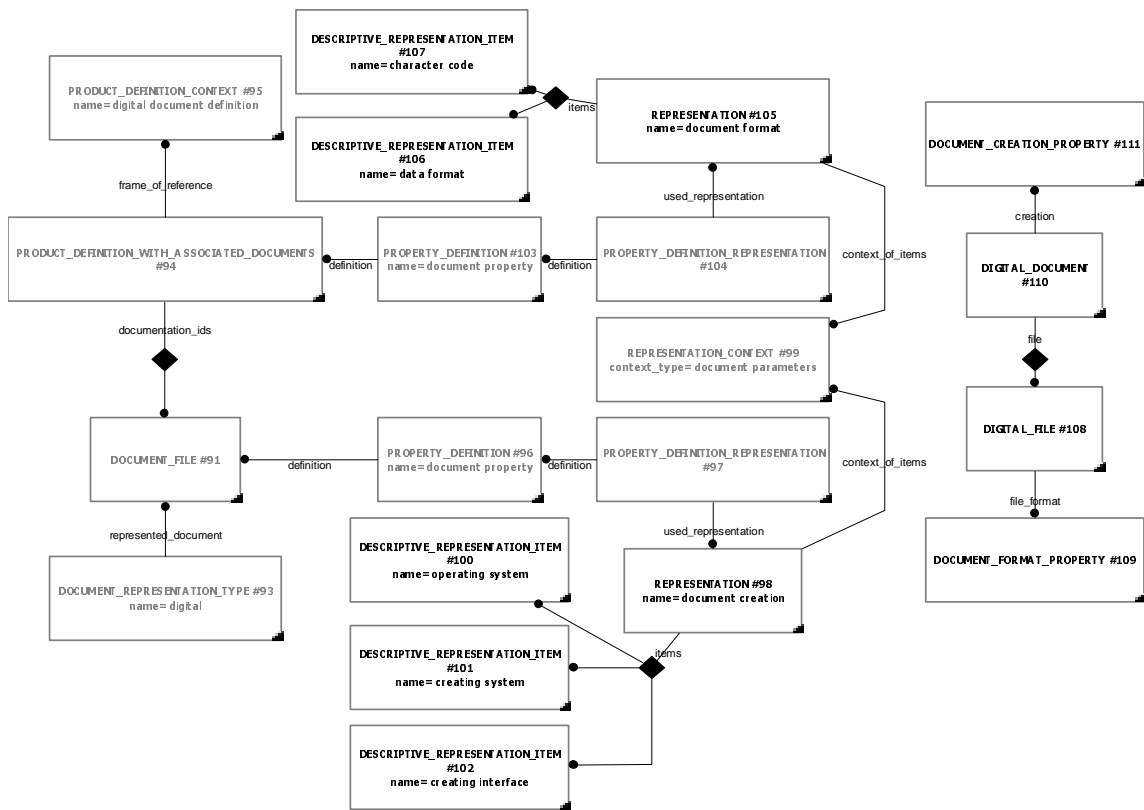 DESCRIPTIVE_REPRESENTATION_ITEM
#107
name=character code
PRODUCT_DEFINITION_CONTEXT #95
name=digital document definition
items
REPRESENTATION #105
name=document format
DESCRIPTIVE_REPRESENTATION_ITEM
#106
name=data format
DOCUMENT_CREATION_PROPERTY #111
frame_of_reference
used_representation
creation
PRODUCT_DEFINITION_WITH_ASSOCIATED_DOCUMENTS
#94
definition
PROPERTY_DEFINITION #103
name=document property
definition
PROPERTY_DEFINITION_REPRESENTATION
#104
context_of_items
DIGITAL_DOCUMENT
#110
documentation_ids
file
REPRESENTATION_CONTEXT #99
context_type=document parameters
DOCUMENT_FILE #91
definition
PROPERTY_DEFINITION #96
name=document property
definition
PROPERTY_DEFINITION_REPRESENTATION
#97
context_of_items
DIGITAL_FILE #108
file_format
represented_document
used_representation
DESCRIPTIVE_REPRESENTATION_ITEM
#100
name=operating system
DOCUMENT_FORMAT_PROPERTY #109
DOCUMENT_REPRESENTATION_TYPE #93
name=digital
REPRESENTATION #98
name=document creation
items
DESCRIPTIVE_REPRESENTATION_ITEM
#101
name=creating system
DESCRIPTIVE_REPRESENTATION_ITEM
#102
name=creating interface